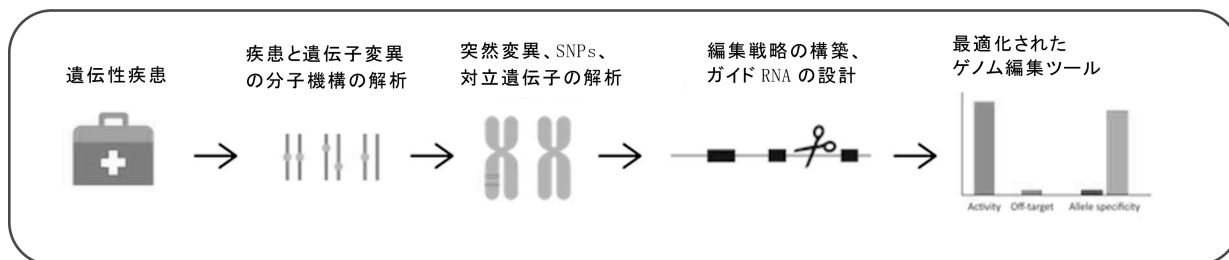 遺伝性疾患
疾患と遺伝子変異
の分子機構の解析
突然変異、SNPs、
対立遺伝子の解析
編集戦略の構築、
ガイド RNA の設計
最適化された
ゲノム編集ツール
Activity
Off-target
Allele specificity